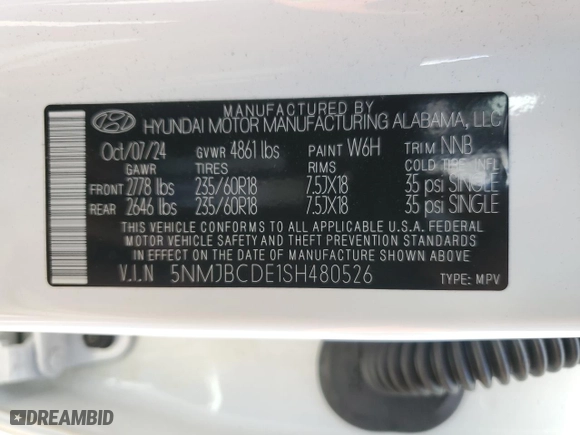 MANUFACTURED BY
HYUNDAI MOTOR MANUFACTURING ALABAMA, LLC
Oct/07/24 GVWR 4861 lbs PAINT W6H TRIM NNB
GAWR TIRES RIMS COLD TIRE INFL
FRONT 2778 lbs 235/60R18 7.5JX18 35 psi SINGLE
REAR 2646 lbs 235/60R18 7.5JX18 35 psi SINGLE
THIS VEHICLE CONFORMS TO ALL APPLICABLE U.S.A. FEDERAL
MOTOR VEHICLE SAFETY AND THEFT PREVENTION STANDARDS
IN EFFECT ON THE DATE OF MANUFACTURE SHOWN ABOVE
V.I.N 5NMJBCDE1SH480526 TYPE: MPV
DREAMBID